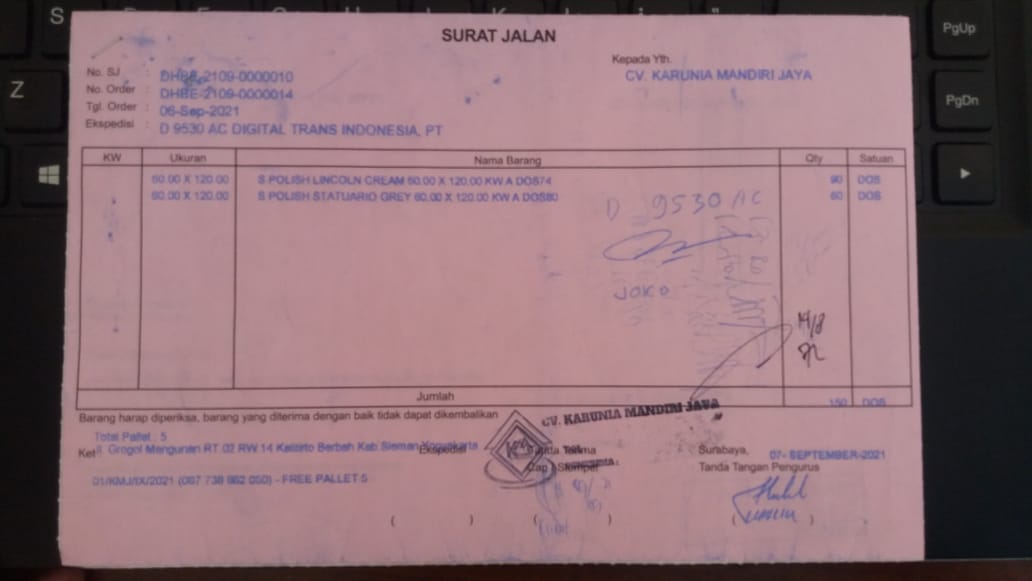 SURAT JALAN
No. SJ : DHBE-2109-0000010
No. Order : DHBE-2109-0000014
Tgl. Order : 06-Sep-2021
Ekspedisi : D 9530 AC DIGITAL TRANS INDONESIA, PT
Kepada Yth.
CV. KARUNIA MANDIRI JAYA
KW Ukuran Nama Barang Qty Satuan
60.00 X 120.00 S POLISH LINCOLN CREAM 60.00 X 120.00 KW A DOS74 90 DOS
60.00 X 120.00 S POLISH STATUARIO GREY 60.00 X 120.00 KW A DOS80 60 DOS
D 9530 AC
JOKO
Jumlah 150 DOS
Barang harap diperiksa, barang yang diterima dengan baik tidak dapat dikembalikan
CV. KARUNIA MANDIRI JAYA
Total Pallet : 5
Ket Grogol Mangunan RT 02 RW 14 Kalitirto Berbah Kab Sleman Yogyakarta
Ekspedisi
Tanda Terima
Cap / Stempel
Surabaya, 07- SEPTEMBER-2021
Tanda Tangan Pengurus
01/KMJ/IX/2021 (087 738 862 050) - FREE PALLET 5
( ) ( ) ( )
PgUp
PgDn
Z